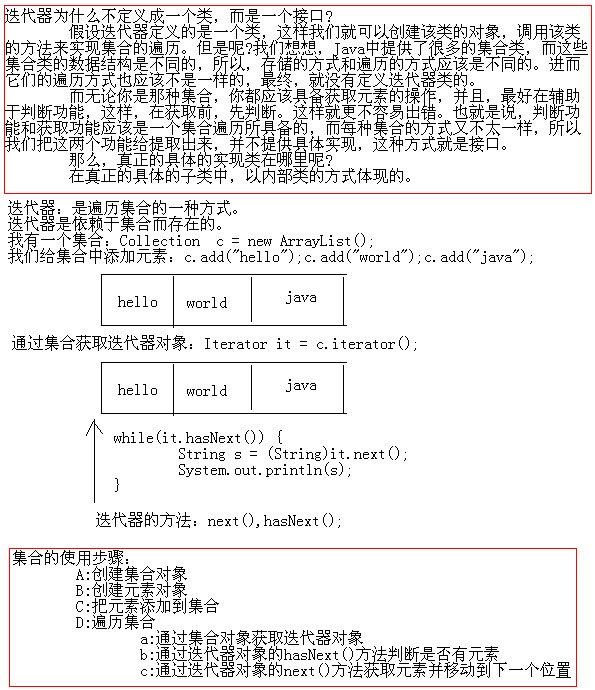 迭代器为什么不定义成一个类，而是一个接口?
假设迭代器定义的是一个类，这样我们就可以创建该类的对象，调用该类
的方法来实现集合的遍历。但是呢?我们想想，Java中提供了很多的集合类，而这些
集合类的数据结构是不同的，所以，存储的方式和遍历的方式应该是不同的。进而
它们的遍历方式也应该不是一样的，最终，就没有定义迭代器类的。
而无论你是那种集合，你都应该具备获取元素的操作，并且，最好在辅助
于判断功能，这样，在获取前，先判断。这样就更不容易出错。也就是说，判断功
能和获取功能应该是一个集合遍历所具备的，而每种集合的方式又不太一样，所以
我们把这两个功能给提取出来，并不提供具体实现，这种方式就是接口。
那么，真正的具体的实现类在哪里呢?
在真正的具体的子类中，以内部类的方式体现的。
迭代器：是遍历集合的一种方式。
迭代器是依赖于集合而存在的。
我有一个集合：Collection c = new ArrayList();
我们给集合中添加元素：c.add("hello");c.add("world");c.add("java");
hello world java
通过集合获取迭代器对象：Iterator it = c.iterator();
hello world java
while(it.hasNext()) {
String s = (String)it.next();
System.out.println(s);
}
迭代器的方法：next(),hasNext();
集合的使用步骤：
A:创建集合对象
B:创建元素对象
C:把元素添加到集合
D:遍历集合
a:通过集合对象获取迭代器对象
b:通过迭代器对象的hasNext()方法判断是否有元素
c:通过迭代器对象的next()方法获取元素并移动到下一个位置